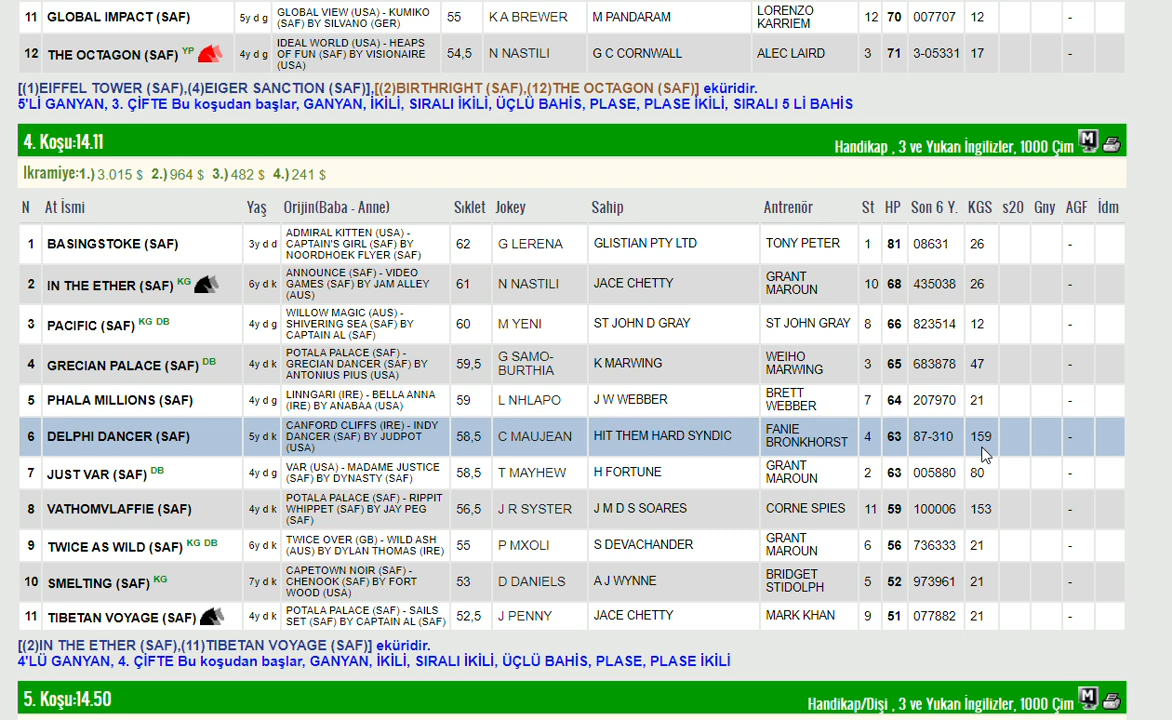 11 GLOBAL IMPACT (SAF) 5y d g GLOBAL VIEW (USA) - KUMIKO (SAF) BY SILVANO (GER) 55 K A BREWER M PANDARAM LORENZO KARRIEM 12 70 007707 12 -
12 THE OCTAGON (SAF) YP 4y d g IDEAL WORLD (USA) - HEAPS OF FUN (SAF) BY VISIONAIRE (USA) 54,5 N NASTILI G C CORNWALL ALEC LAIRD 3 71 3-05331 17 -
[(1)EIFFEL TOWER (SAF),(4)EIGER SANCTION (SAF)],[(2)BIRTHRIGHT (SAF),(12)THE OCTAGON (SAF)] eküridir.
5'Lİ GANYAN, 3. ÇİFTE Bu koşudan başlar, GANYAN, İKİLİ, SIRALI İKİLİ, ÜÇLÜ BAHİS, PLASE, PLASE İKİLİ, SIRALI 5 Lİ BAHİS
4. Koşu:14.11 Handikap , 3 ve Yukarı İngilizler, 1000 Çim M
İkramiye:1.) 3.015 $ 2.) 964 $ 3.) 482 $ 4.) 241 $
N At İsmi Yaş Orijin(Baba - Anne) Sıklet Jokey Sahip Antrenör St HP Son 6 Y. KGS s20 Gny AGF İdm
1 BASINGSTOKE (SAF) 3y d d ADMIRAL KITTEN (USA) - CAPTAIN'S GIRL (SAF) BY NOORDHOEK FLYER (SAF) 62 G LERENA GLISTIAN PTY LTD TONY PETER 1 81 08631 26 -
2 IN THE ETHER (SAF) KG 6y d k ANNOUNCE (SAF) - VIDEO GAMES (SAF) BY JAM ALLEY (AUS) 61 N NASTILI JACE CHETTY GRANT MAROUN 10 68 435038 26 -
3 PACIFIC (SAF) KG DB 4y d g WILLOW MAGIC (AUS) - SHIVERING SEA (SAF) BY CAPTAIN AL (SAF) 60 M YENI ST JOHN D GRAY ST JOHN GRAY 8 66 823514 12 -
4 GRECIAN PALACE (SAF) DB 4y d k POTALA PALACE (SAF) - GRECIAN DANCER (SAF) BY ANTONIUS PIUS (USA) 59,5 G SAMO-BURTHIA K MARWING WEIHO MARWING 3 65 683878 47 -
5 PHALA MILLIONS (SAF) 4y d g LINNGARI (IRE) - BELLA ANNA (IRE) BY ANABAA (USA) 59 L NHLAPO J W WEBBER BRETT WEBBER 7 64 207970 21 -
6 DELPHI DANCER (SAF) 5y d k CANFORD CLIFFS (IRE) - INDY DANCER (SAF) BY JUDPOT (USA) 58,5 C MAUJEAN HIT THEM HARD SYNDIC FANIE BRONKHORST 4 63 87-310 159 -
7 JUST VAR (SAF) DB 4y d g VAR (USA) - MADAME JUSTICE (SAF) BY DYNASTY (SAF) 58,5 T MAYHEW H FORTUNE GRANT MAROUN 2 63 005880 80 -
8 VATHOMVLAFFIE (SAF) 4y d k POTALA PALACE (SAF) - RIPPIT WHIPPET (SAF) BY JAY PEG (SAF) 56,5 J R SYSTER J M D S SOARES CORNE SPIES 11 59 100006 153 -
9 TWICE AS WILD (SAF) KG DB 6y d k TWICE OVER (GB) - WILD ASH (AUS) BY DYLAN THOMAS (IRE) 55 P MXOLI S DEVACHANDER GRANT MAROUN 6 56 736333 21 -
10 SMELTING (SAF) KG 7y d k CAPETOWN NOIR (SAF) - CHENOOK (SAF) BY FORT WOOD (USA) 53 D DANIELS A J WYNNE BRIDGET STIDOLPH 5 52 973961 21 -
11 TIBETAN VOYAGE (SAF) 4y d k POTALA PALACE (SAF) - SAILS SET (SAF) BY CAPTAIN AL (SAF) 52,5 J PENNY JACE CHETTY MARK KHAN 9 51 077882 21 -
[(2)IN THE ETHER (SAF),(11)TIBETAN VOYAGE (SAF)] eküridir.
4'LÜ GANYAN, 4. ÇİFTE Bu koşudan başlar, GANYAN, İKİLİ, SIRALI İKİLİ, ÜÇLÜ BAHİS, PLASE, PLASE İKİLİ
5. Koşu:14.50 Handikap/Dişi , 3 ve Yukarı İngilizler, 1000 Çim M